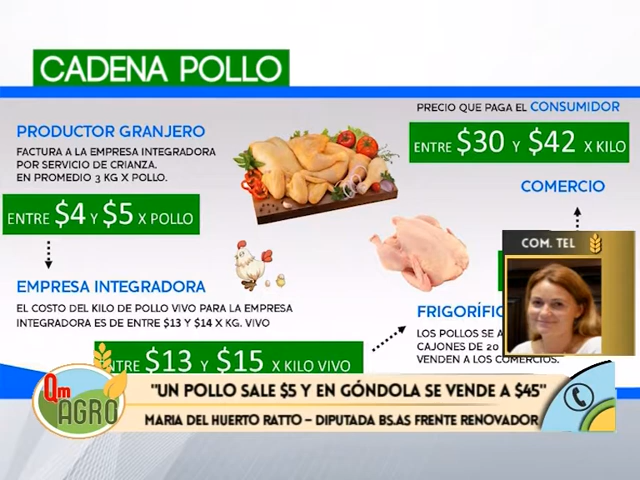 CADENA POLLO
PRODUCTOR GRANJERO
FACTURA A LA EMPRESA INTEGRADORA
POR SERVICIO DE CRIANZA.
EN PROMEDIO 3 KG X POLLO.
ENTRE $4 Y $5 X POLLO
EMPRESA INTEGRADORA
EL COSTO DEL KILO DE POLLO VIVO PARA LA EMPRESA
INTEGRADORA ES DE ENTRE $13 Y $14 X KG. VIVO
NTRE $13 Y $15 X KILO VIVO
PRECIO QUE PAGA EL CONSUMIDOR
ENTRE $30 Y $42 X KILO
COMERCIO
COM. TEL
FRIGORÍFIC
LOS POLLOS SE A
CAJONES DE 20
VENDEN A LOS COMERCIOS.
Qm
AGRO
"UN POLLO SALE $5 Y EN GÓNDOLA SE VENDE A $45"
MARIA DEL HUERTO RATTO – DIPUTADA BS.AS FRENTE RENOVADOR